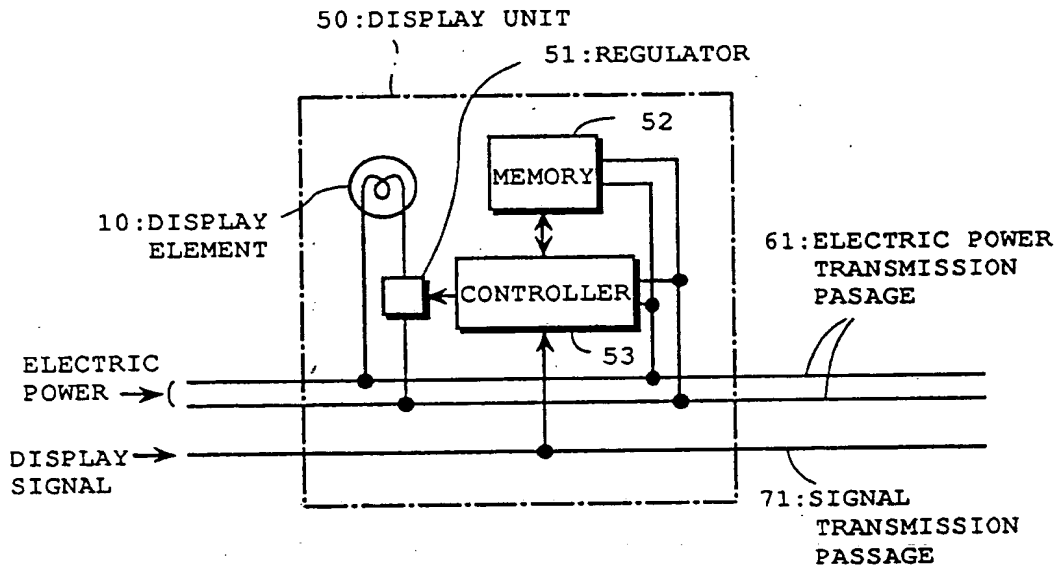 50:DISPLAY UNIT
51:REGULATOR
52
MEMORY
10:DISPLAY
ELEMENT
61:ELECTRIC POWER
TRANSMISSION
PASAGE
CONTROLLER
53
ELECTRIC
POWER
DISPLAY
SIGNAL
71:SIGNAL
TRANSMISSION
PASSAGE